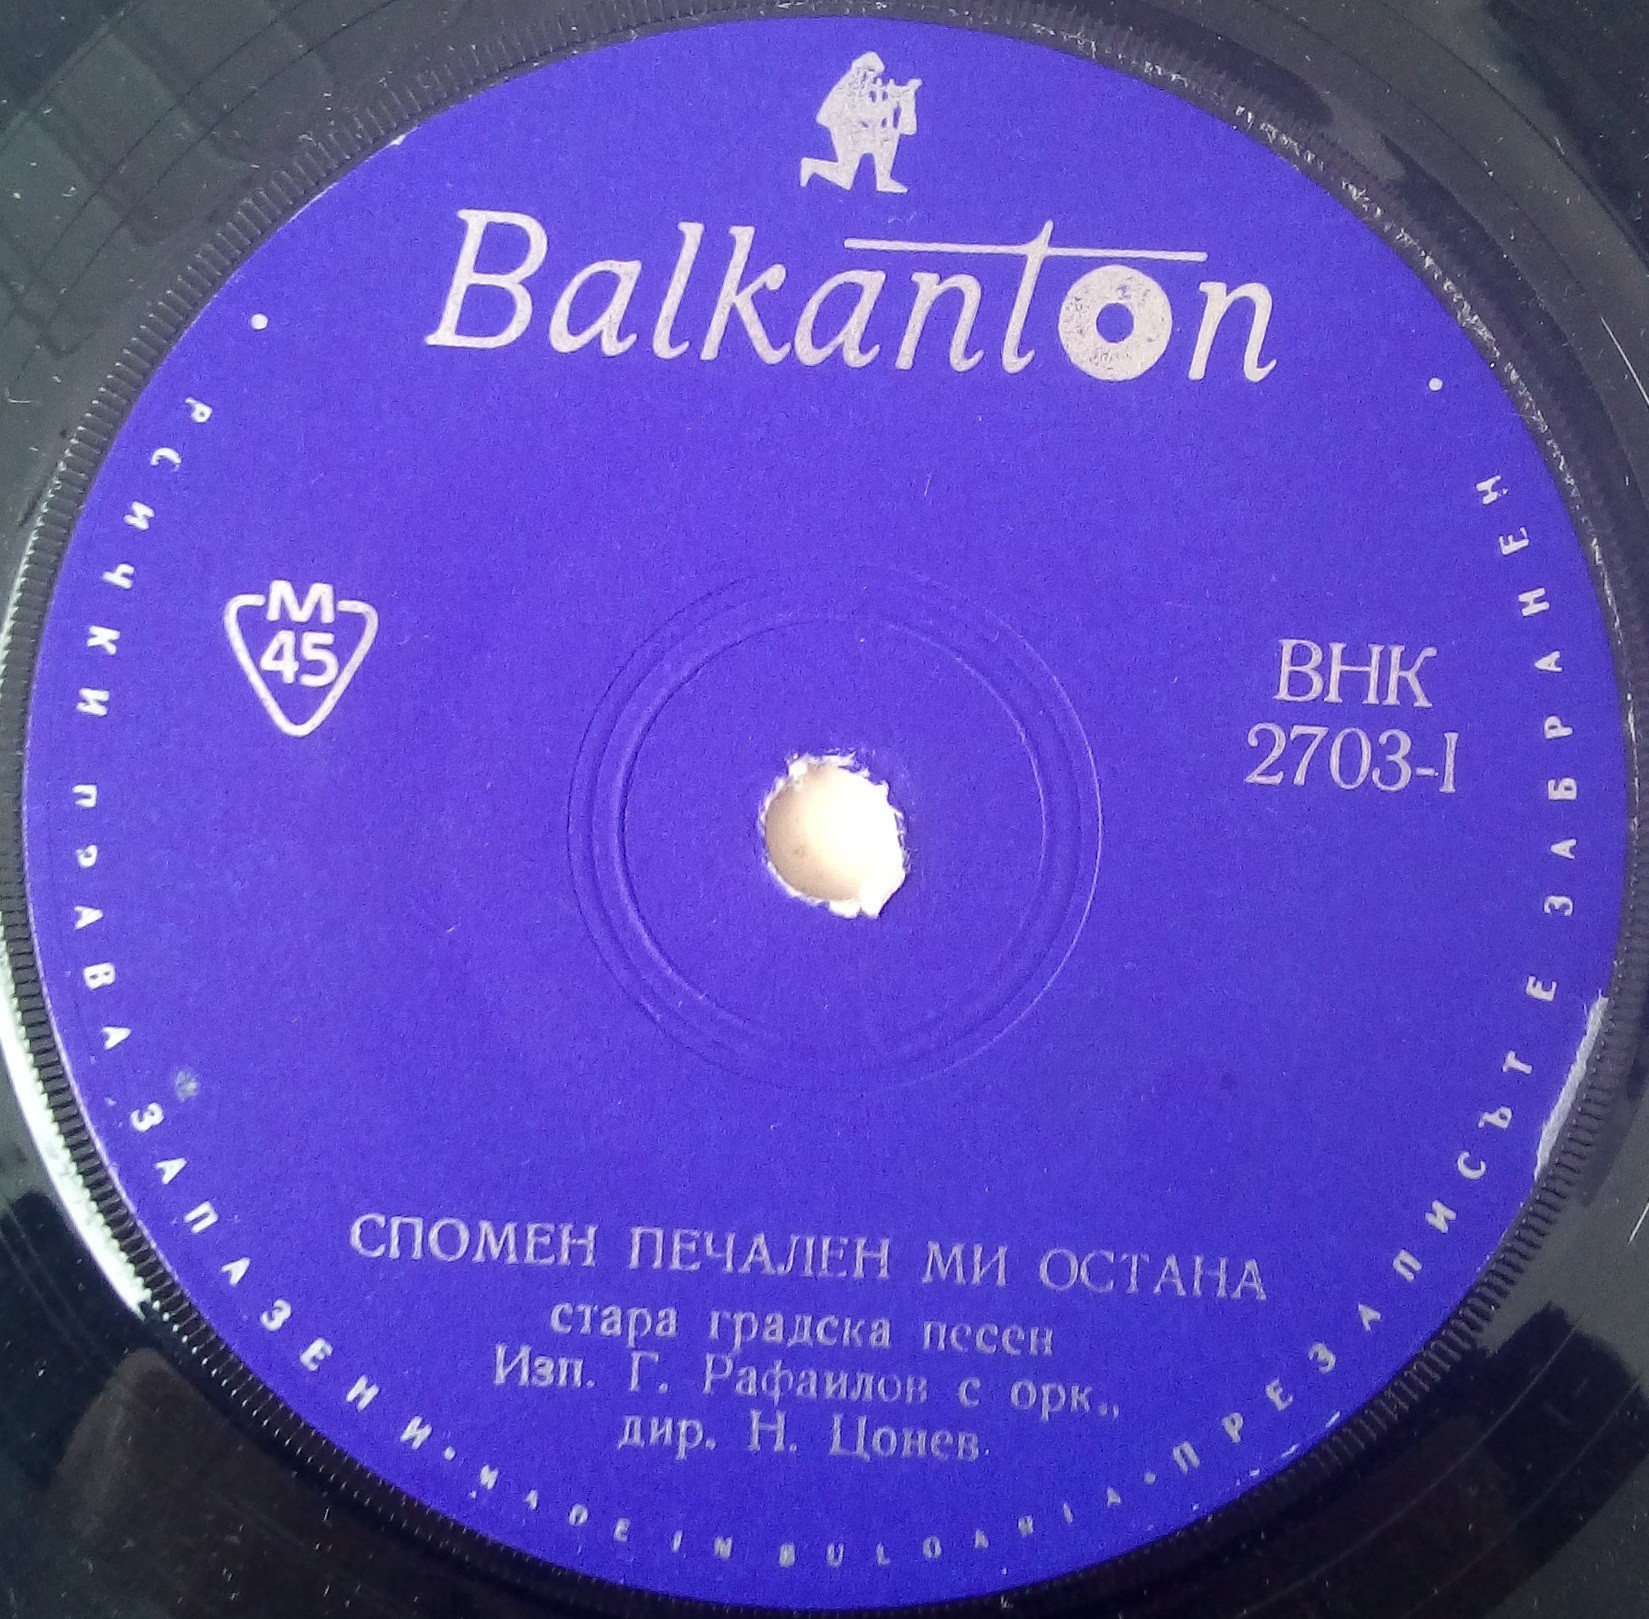 Balkanton
М
45
ВНК
2703-I
СПОМЕН ПЕЧАЛЕН МИ ОСТАНА
стара градска песен
Изп. Г. Рафаилов с орк.,
дир. Н. Цонев
ВСИЧКИ ПРАВА ЗАПАЗЕНИ • MADE IN BULGARIA • ПРЕЗАПИСЪТ Е ЗАБРАНЕН